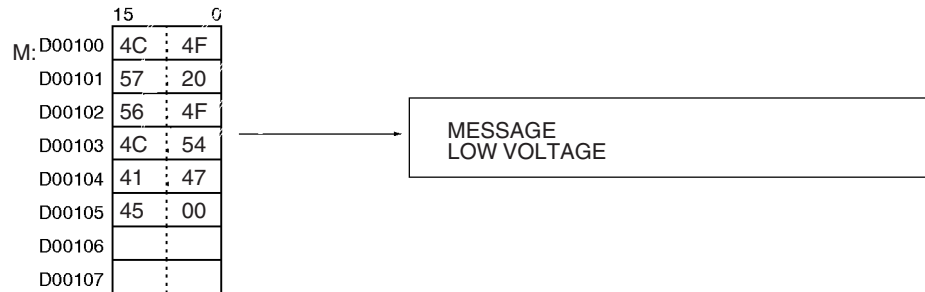 15 0
M: D00100 4C 4F
D00101 57 20
D00102 56 4F
D00103 4C 54
D00104 41 47
D00105 45 00
D00106
D00107
MESSAGE
LOW VOLTAGE